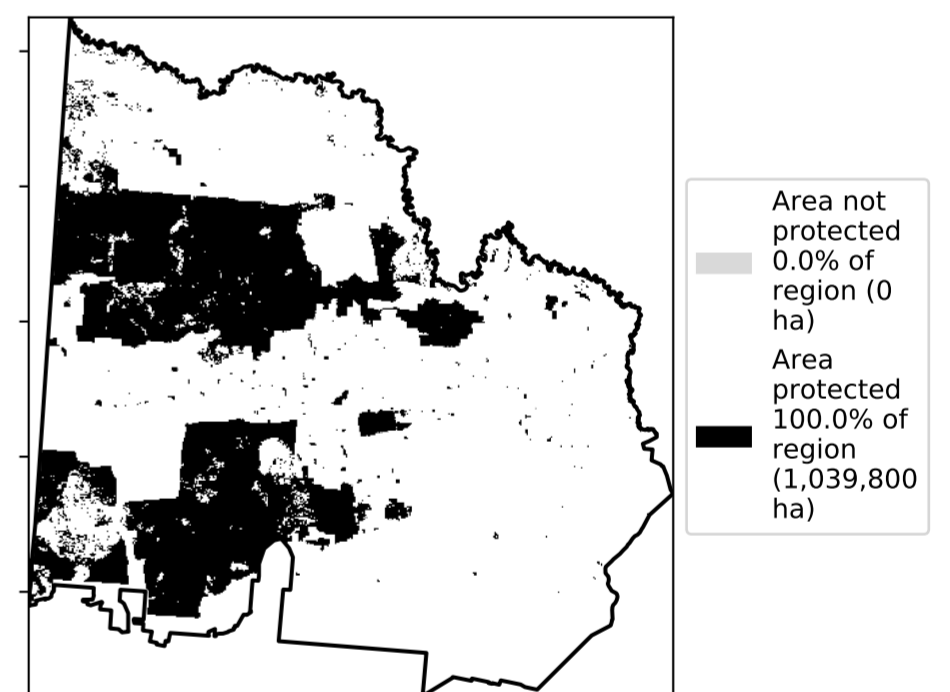 Area not
protected
0.0% of
region (0
ha)
Area
protected
100.0% of
region
(1,039,800
ha)